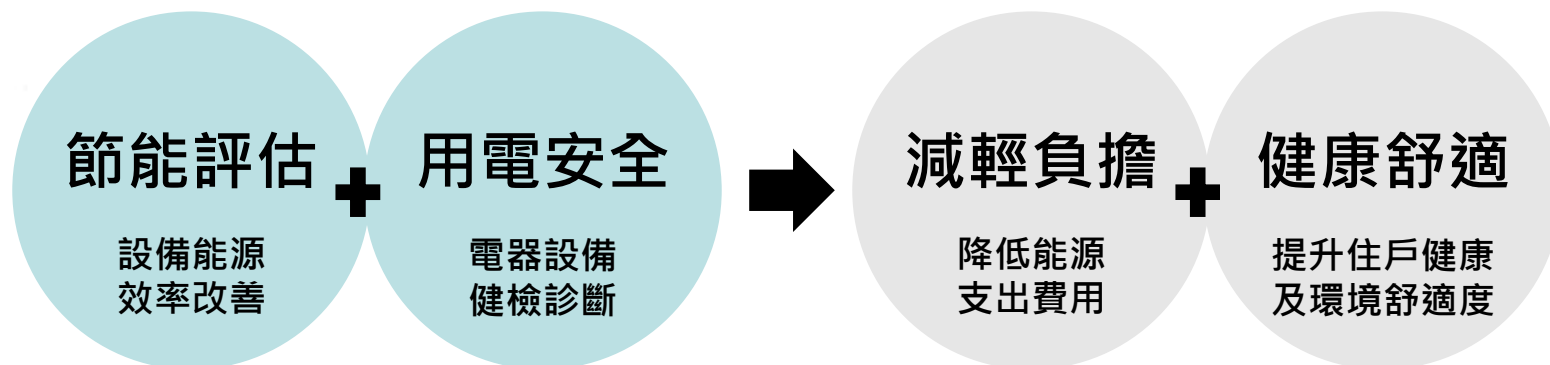 節能評估
設備能源
效率改善
用電安全
電器設備
健檢診斷
減輕負擔
降低能源
支出費用
健康舒適
提升住戶健康
及環境舒適度